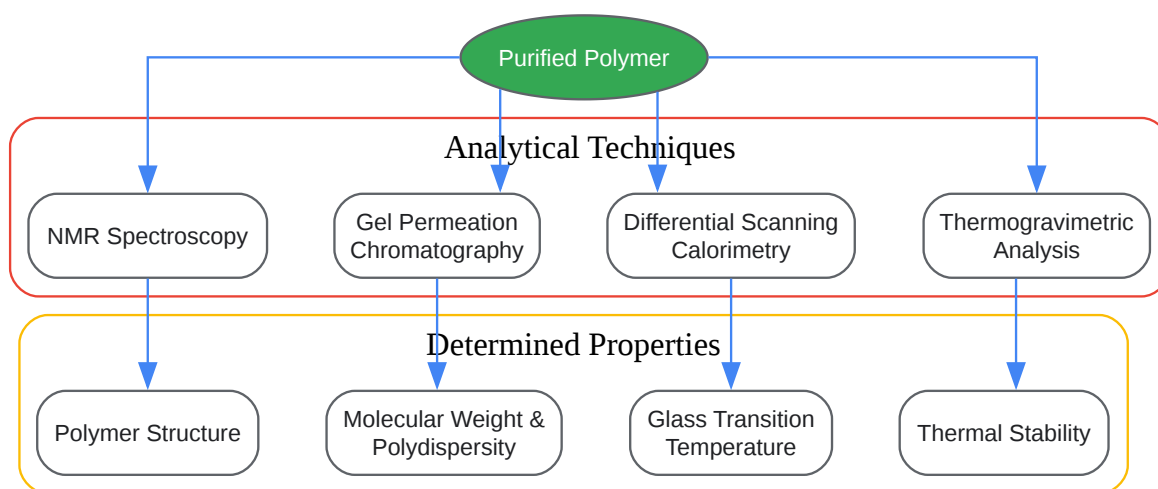 Purified Polymer
Analytical Techniques
NMR Spectroscopy
Gel Permeation
Chromatography
Differential Scanning
Calorimetry
Thermogravimetric
Analysis
Determined Properties
Polymer Structure
Molecular Weight &
Polydispersity
Glass Transition
Temperature
Thermal Stability